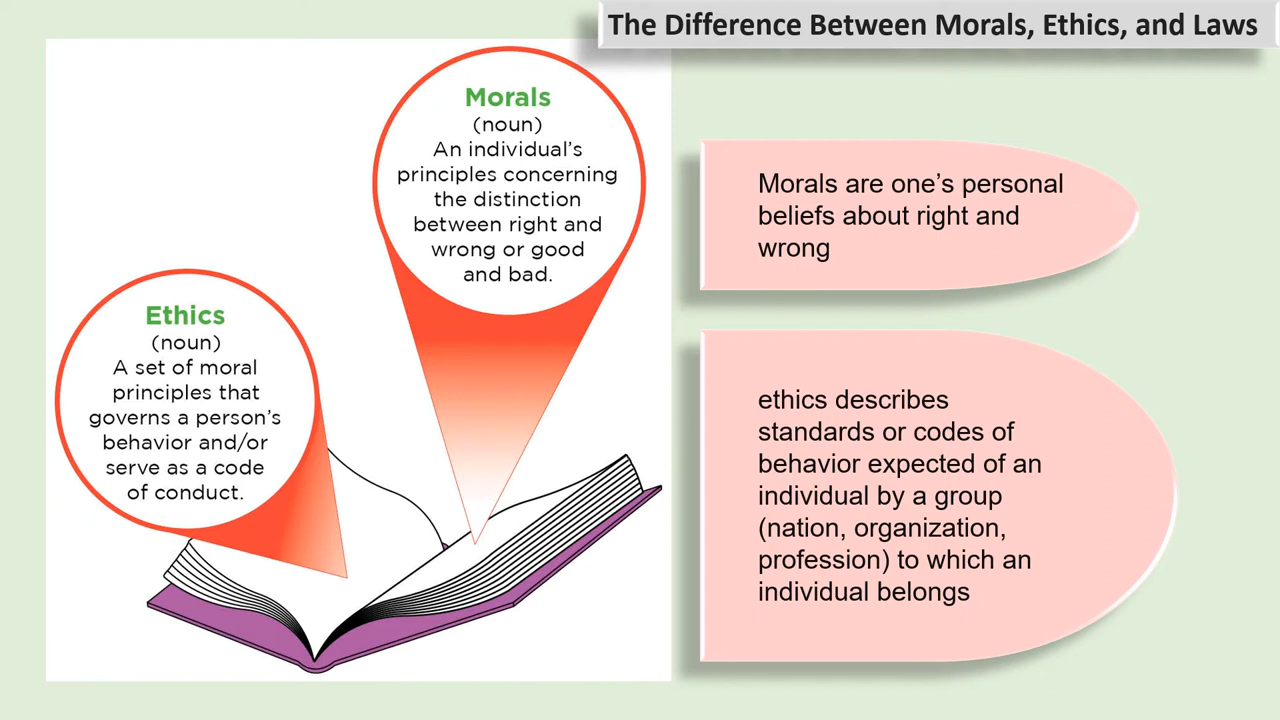 The Difference Between Morals, Ethics, and Laws
Morals
(noun)
An individual's
principles concerning
the distinction
between right and
wrong or good
and bad.
Ethics
(noun)
A set of moral
principles that
governs a person's
behavior and/or
serve as a code
of conduct.
Morals are one's personal
beliefs about right and
wrong
ethics describes
standards or codes of
behavior expected of an
individual by a group
(nation, organization,
profession) to which an
individual belongs